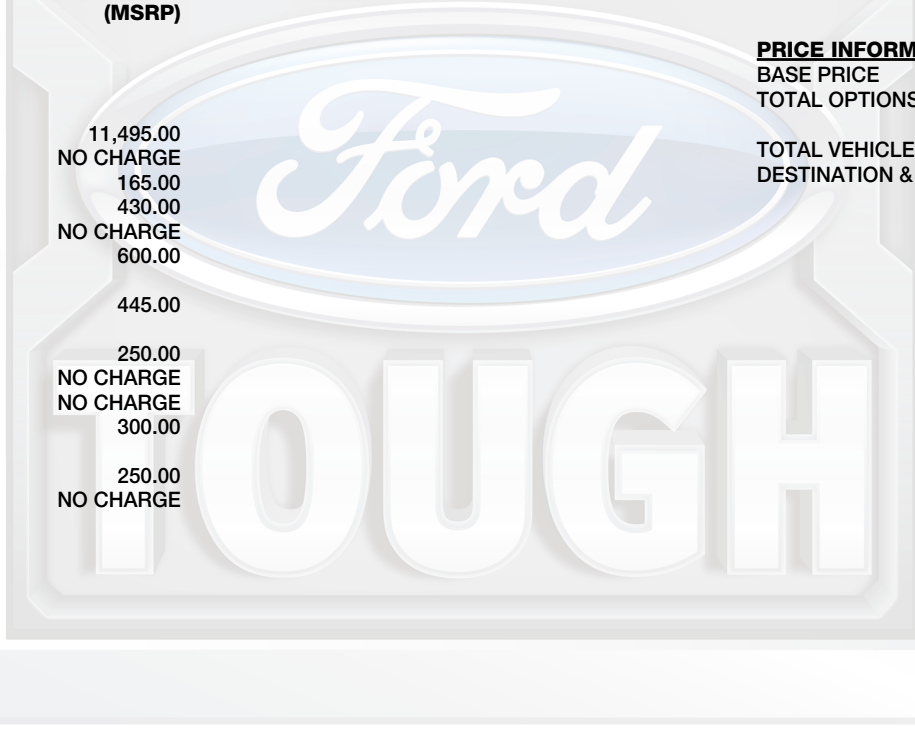 (MSRP)
11,495.00
NO CHARGE
165.00
430.00
NO CHARGE
600.00
445.00
250.00
NO CHARGE
NO CHARGE
300.00
250.00
NO CHARGE
PRICE INFORM
BASE PRICE
TOTAL OPTIONS
TOTAL VEHICLE
DESTINATION &
Ford
TOUGH